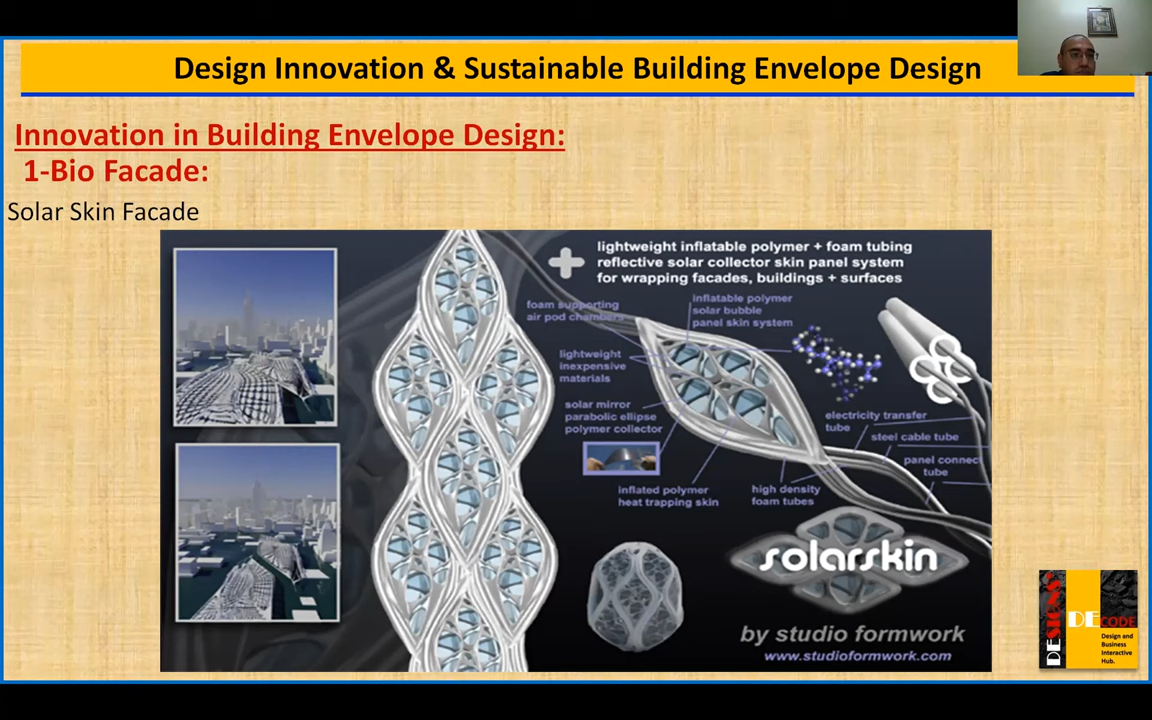 Design Innovation & Sustainable Building Envelope Design
Innovation in Building Envelope Design:
1-Bio Facade:
Solar Skin Facade
lightweight inflatable polymer + foam tubing
reflective solar collector skin panel system
for wrapping facades, buildings + surfaces
foam supporting
air pod chambers
inflatable polymer
solar bubble
panel skin system
lightweight
inexpensive
materials
solar mirror
parabolic ellipse
polymer collector
electricity transfer
tube
steel cable tube
panel connect
tube
inflated polymer
heat trapping skin
high density
foam tubes
solarskin
by studio formwork
www.studioformwork.com
DESIGNS
DECODE
Design and
Business
Interactive
Hub.